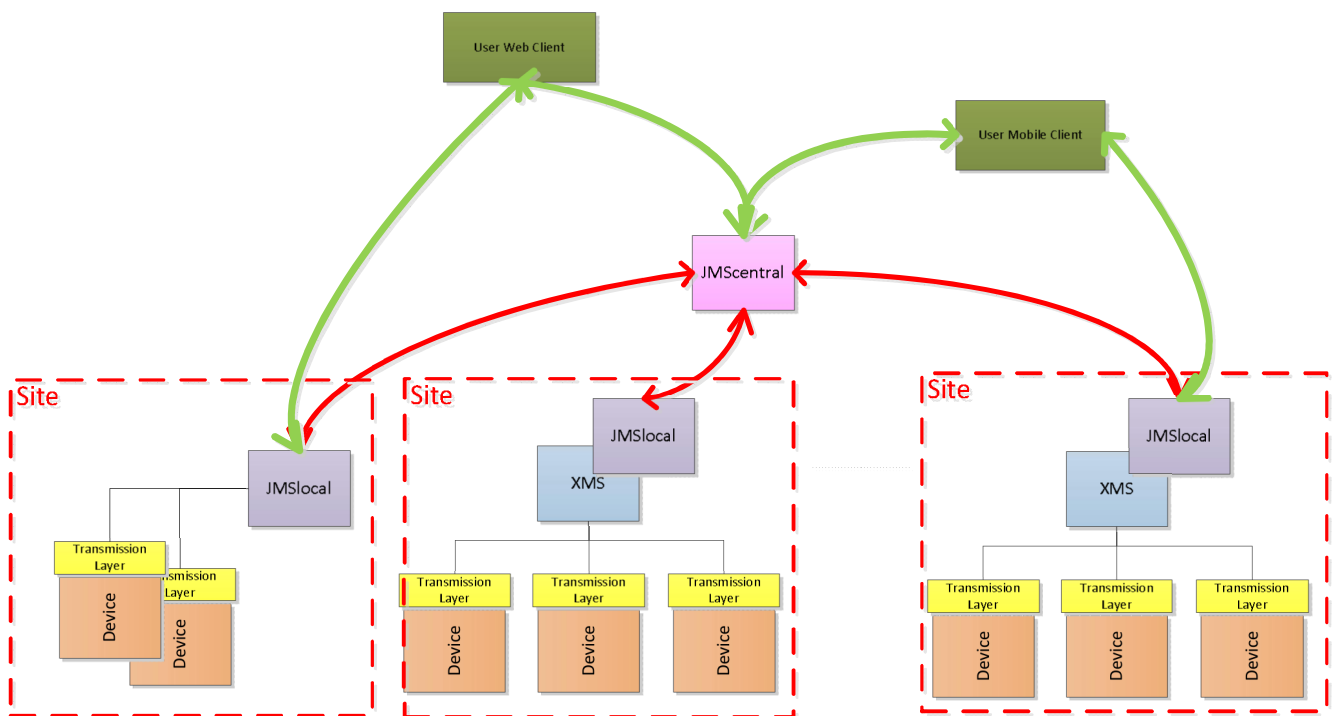 User Web Client
User Mobile Client
JMScentral
Site
JMSlocal
Transmission
Layer
Device
smission
Layer
Device
Site
JMSlocal
XMS
Transmission
Layer
Device
Transmission
Layer
Device
Transmission
Layer
Device
Site
JMSlocal
XMS
Transmission
Layer
Device
Transmission
Layer
Device
Transmission
Layer
Device